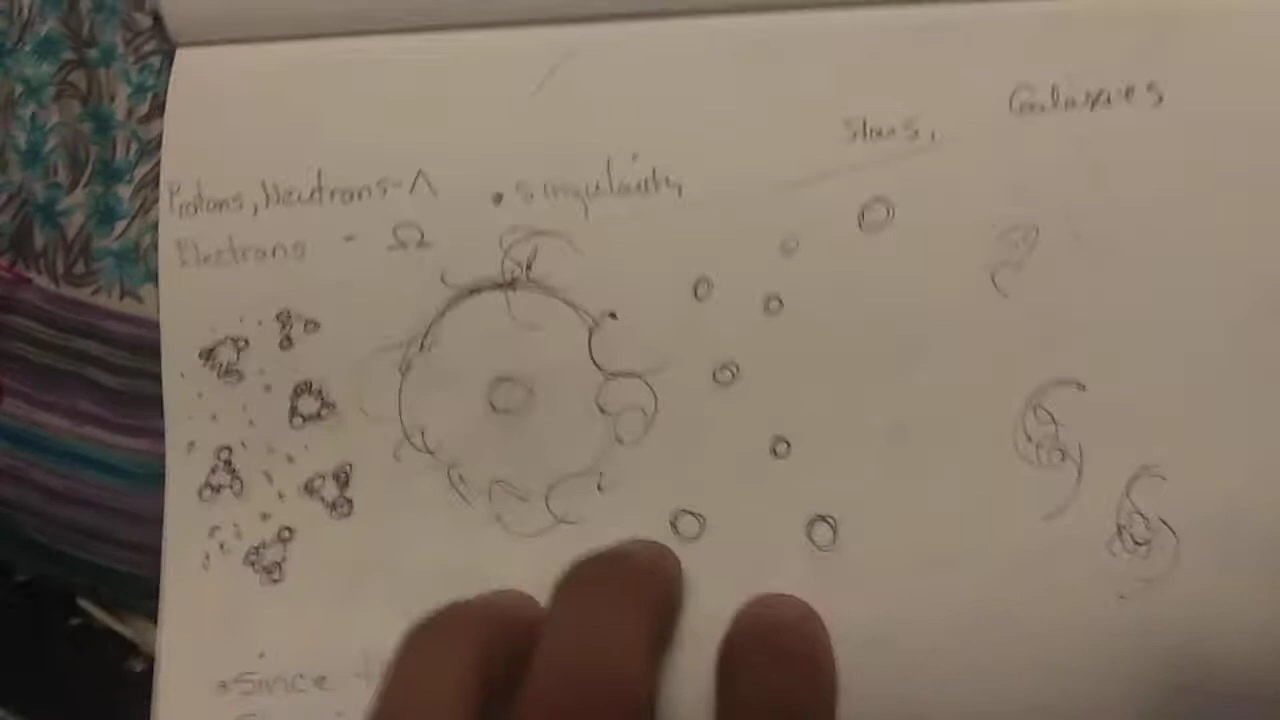 Galaxies
Stars,
Protons, Neutrons - Λ
• singularity
Electrons - Ω
• Since